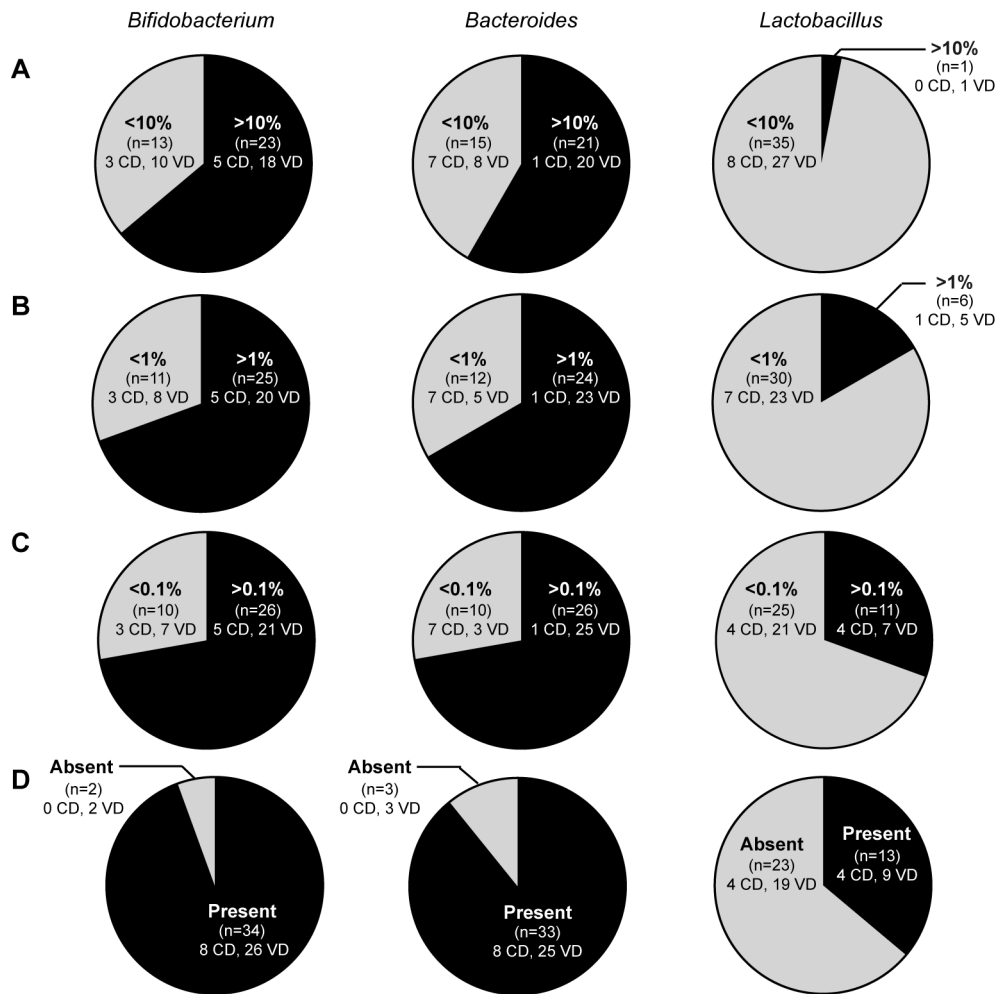 Bifidobacterium
Bacteroides
Lactobacillus
A
<10%
(n=13)
3 CD, 10 VD
>10%
(n=23)
5 CD, 18 VD
<10%
(n=15)
7 CD, 8 VD
>10%
(n=21)
1 CD, 20 VD
<10%
(n=35)
8 CD, 27 VD
>10%
(n=1)
0 CD, 1 VD
B
<1%
(n=11)
3 CD, 8 VD
>1%
(n=25)
5 CD, 20 VD
<1%
(n=12)
7 CD, 5 VD
>1%
(n=24)
1 CD, 23 VD
<1%
(n=30)
7 CD, 23 VD
>1%
(n=6)
1 CD, 5 VD
C
<0.1%
(n=10)
3 CD, 7 VD
>0.1%
(n=26)
5 CD, 21 VD
<0.1%
(n=10)
7 CD, 3 VD
>0.1%
(n=26)
1 CD, 25 VD
<0.1%
(n=25)
4 CD, 21 VD
>0.1%
(n=11)
4 CD, 7 VD
D
Absent
(n=2)
0 CD, 2 VD
Present
(n=34)
8 CD, 26 VD
Absent
(n=3)
0 CD, 3 VD
Present
(n=33)
8 CD, 25 VD
Absent
(n=23)
4 CD, 19 VD
Present
(n=13)
4 CD, 9 VD